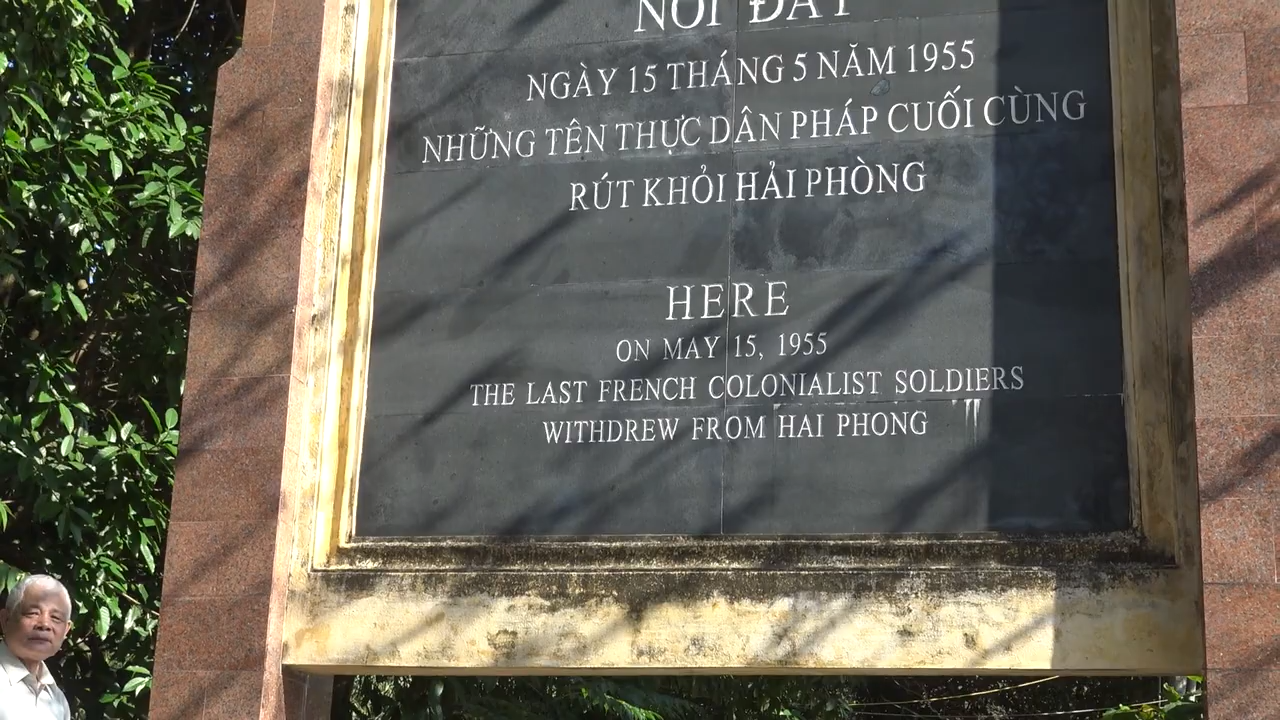 NƠI ĐÂY
NGÀY 15 THÁNG 5 NĂM 1955
NHỮNG TÊN THỰC DÂN PHÁP CUỐI CÙNG
RÚT KHỎI HẢI PHÒNG
HERE
ON MAY 15, 1955
THE LAST FRENCH COLONIALIST SOLDIERS
WITHDREW FROM HAI PHONG